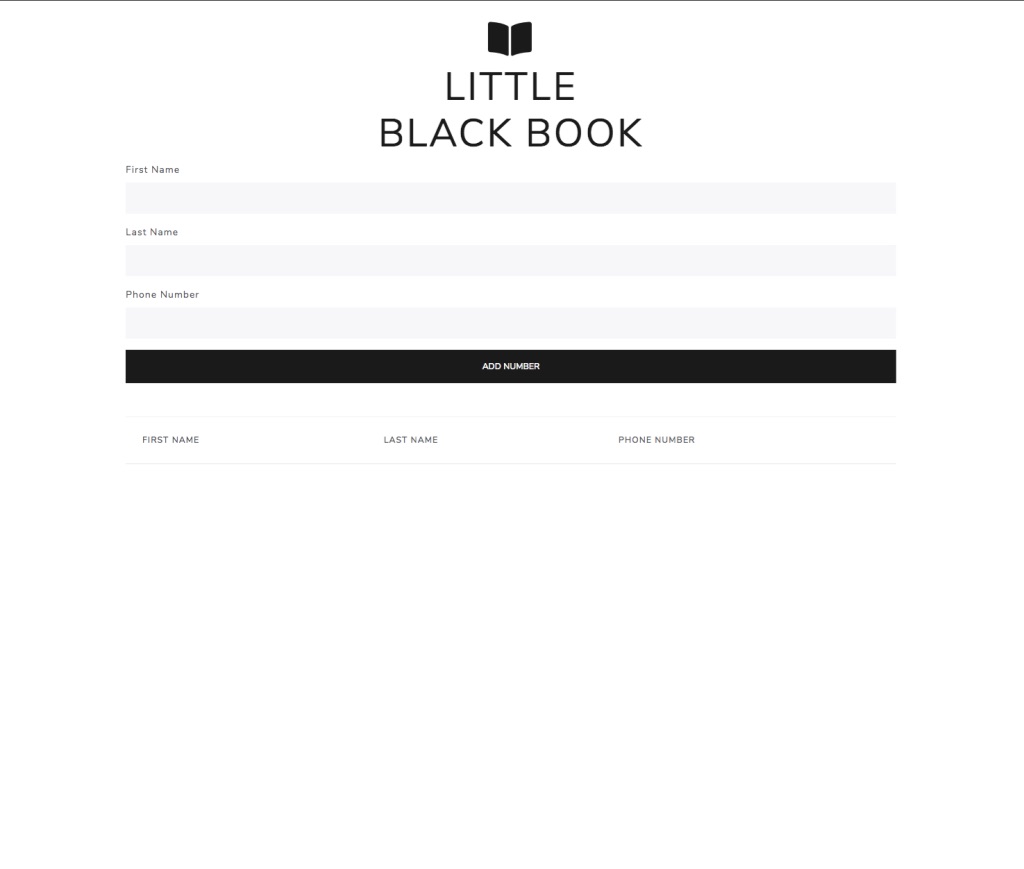 LITTLE
BLACK BOOK
First Name
Last Name
Phone Number
ADD NUMBER
FIRST NAME LAST NAME PHONE NUMBER